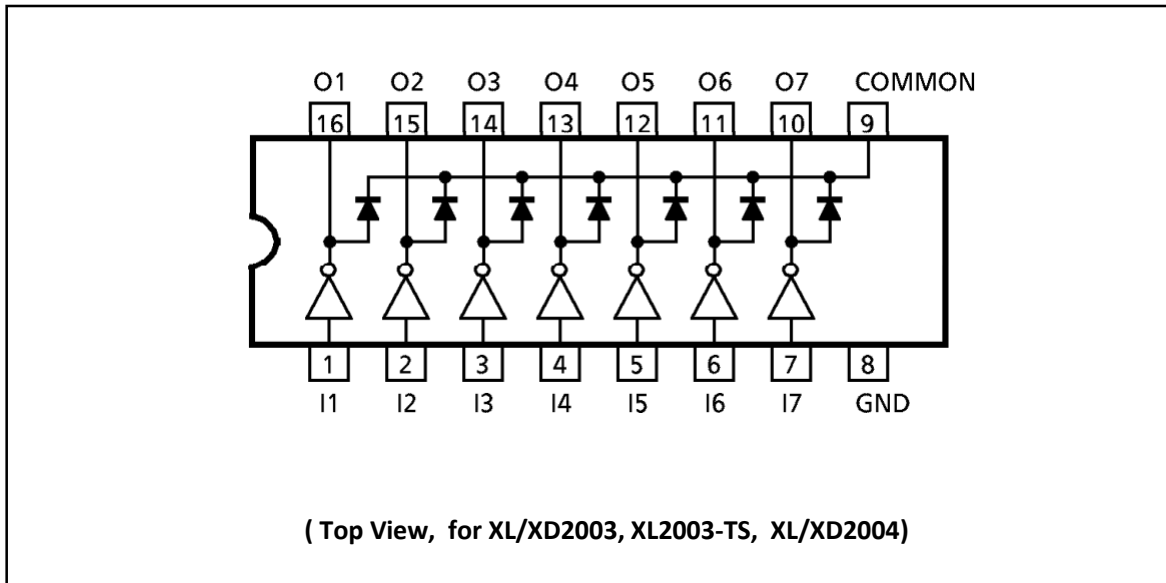 O1 O2 O3 O4 O5 O6 O7 COMMON
16 15 14 13 12 11 10 9
1 2 3 4 5 6 7 8
I1 I2 I3 I4 I5 I6 I7 GND
( Top View, for XL/XD2003, XL2003-TS, XL/XD2004)